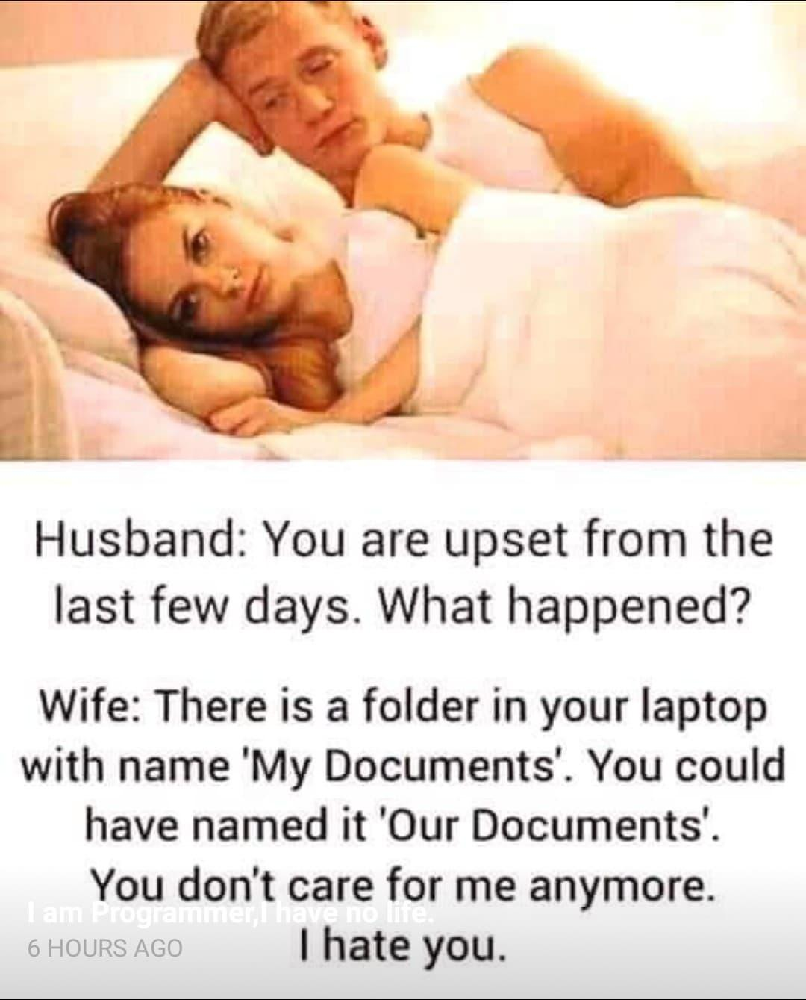 Husband: You are upset from the
last few days. What happened?
Wife: There is a folder in your laptop
with name 'My Documents'. You could
have named it 'Our Documents'.
You don't care for me anymore.
I am Programmer,I have no life.
6 HOURS AGO
I hate you.